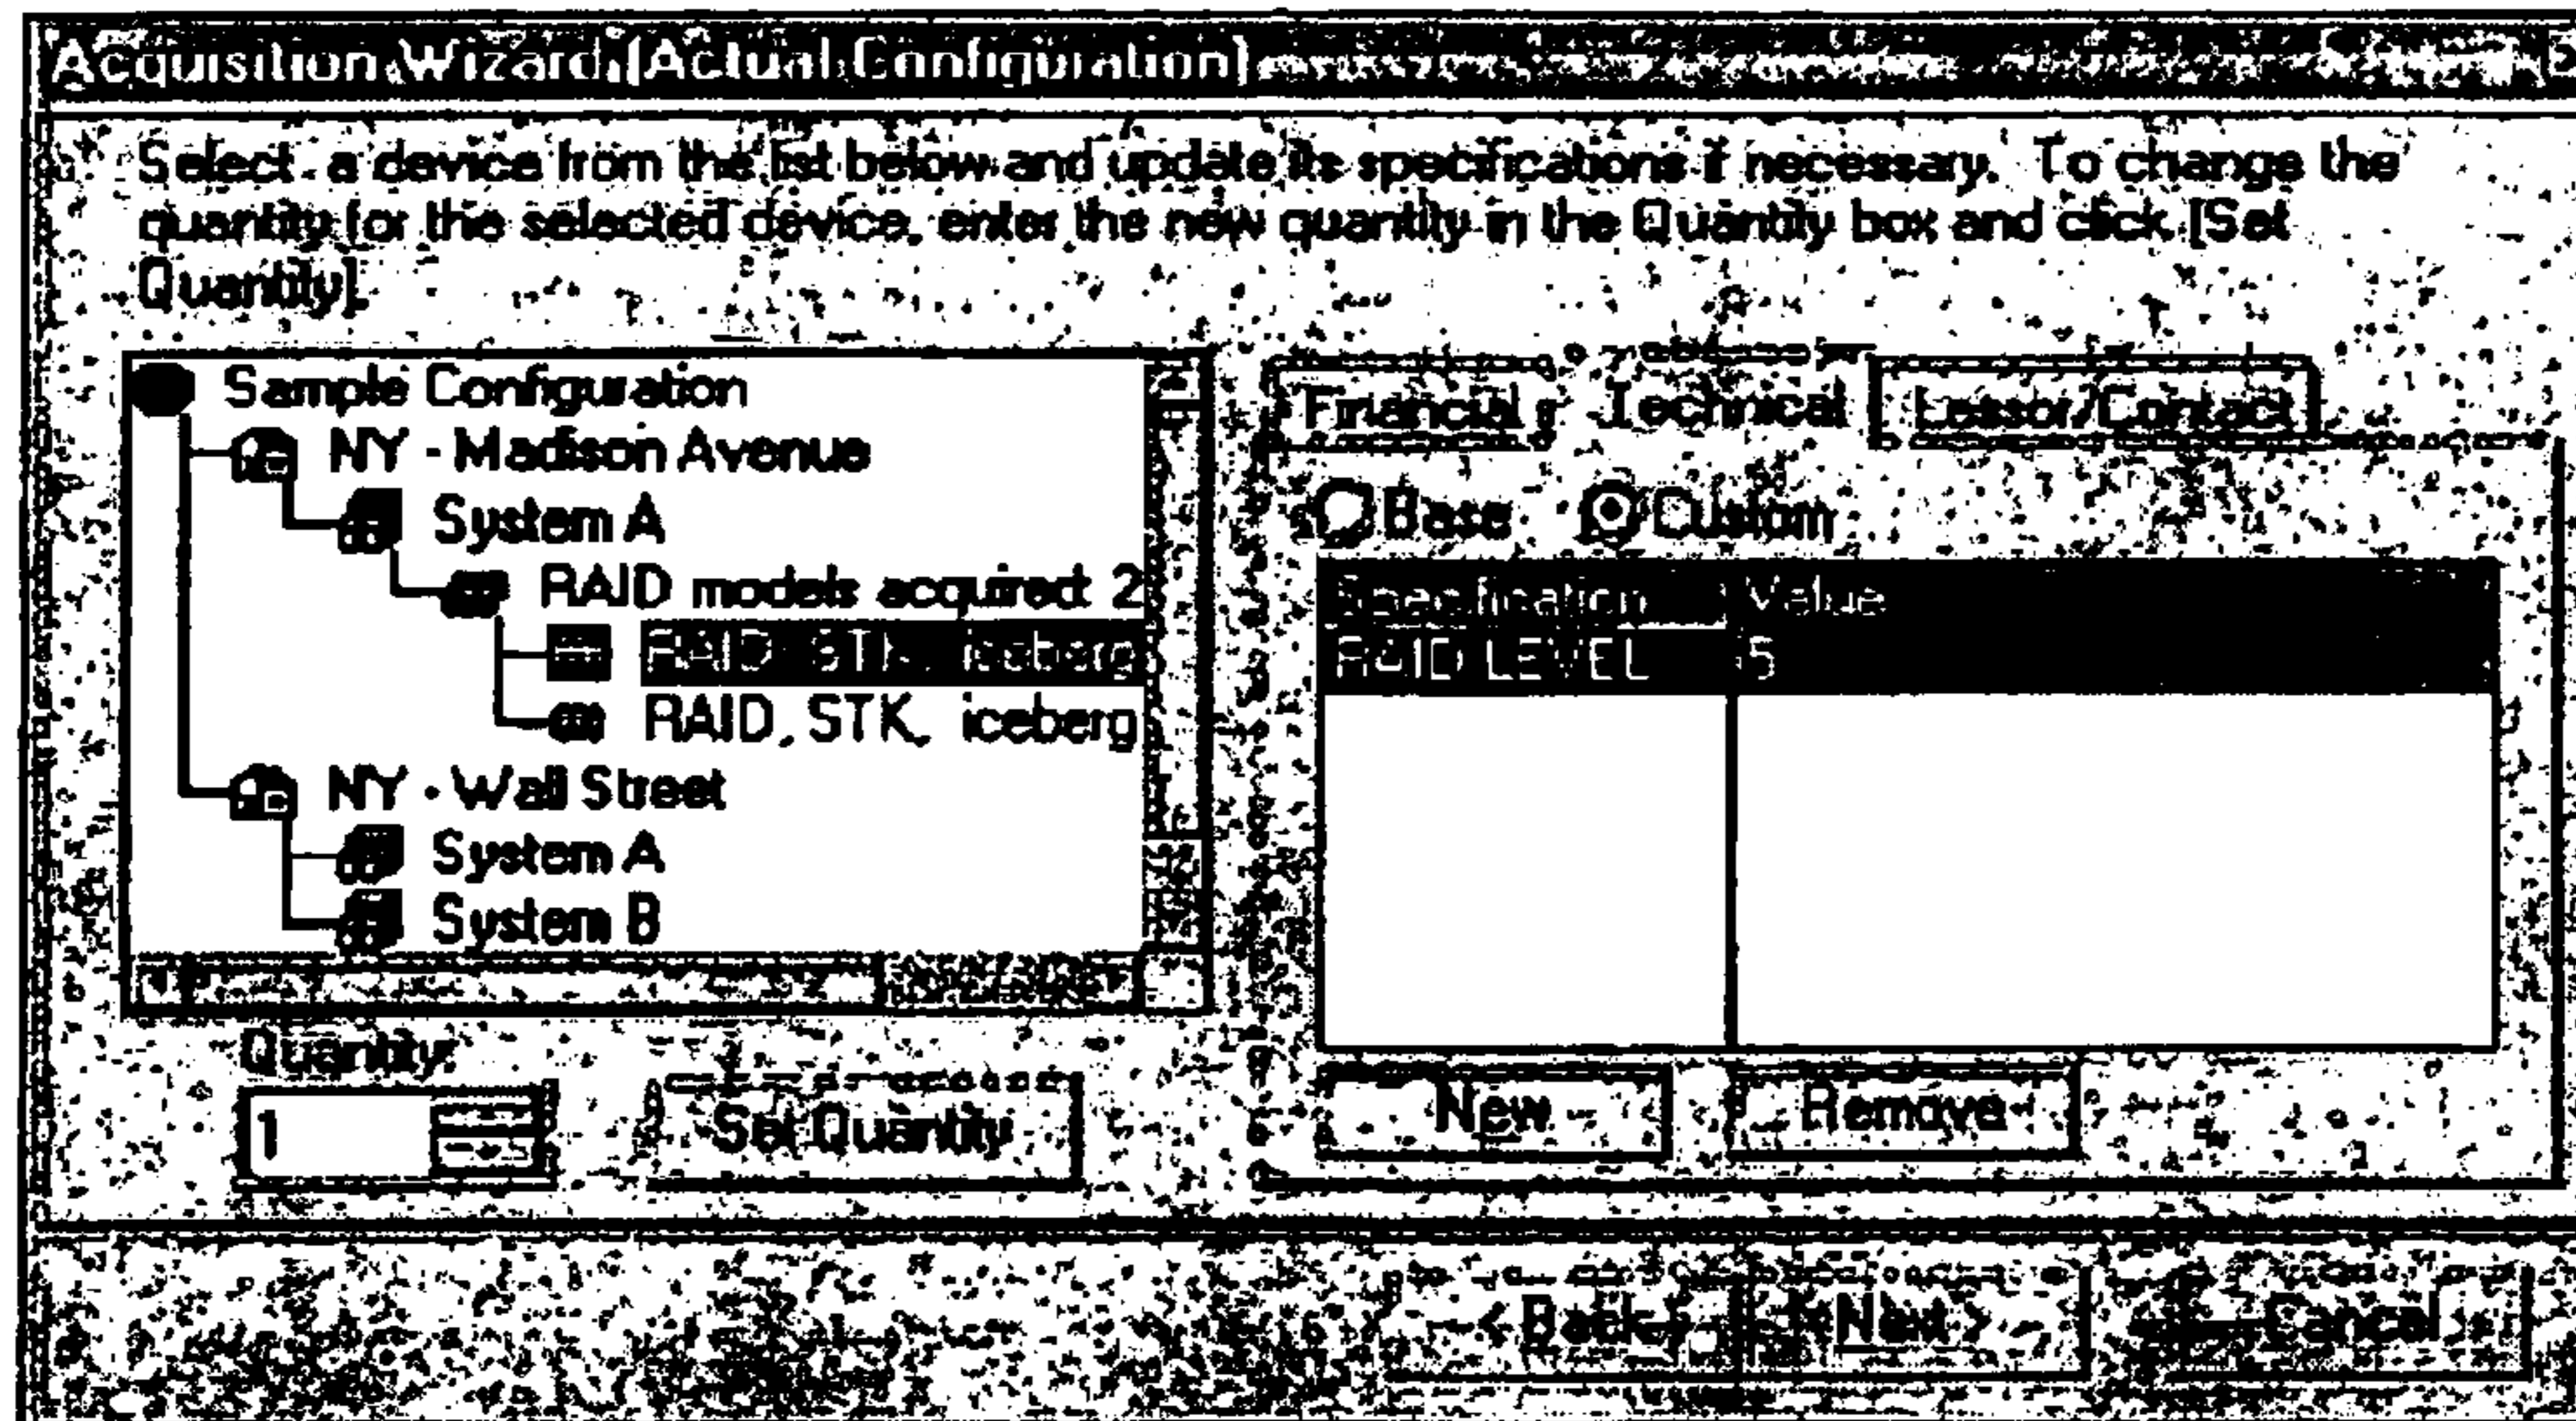 Acquisition Wizard [Actual Configuration]
Select a device from the list below and update its specifications if necessary. To change the
quantity for the selected device, enter the new quantity in the Quantity box and click [Set
Quantity].
Sample Configuration
NY - Madison Avenue
System A
RAID models acquired: 2
RAID, STK, iceberg
RAID, STK, iceberg
NY - Wall Street
System A
System B
Quantity:
1
Set Quantity
Financial Technical Lessor/Contact
Base Custom
Specification Value
RAID LEVEL 5
New Remove
< Back Next > Cancel